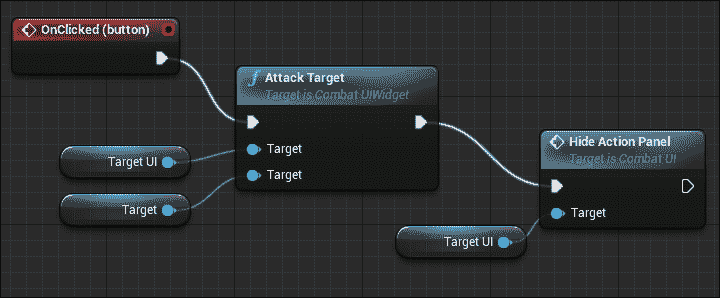 OnClicked (button)
Attack Target
Target is Combat UIWidget
Target UI
Target
Target
Target
Hide Action Panel
Target is Combat UI
Target UI
Target